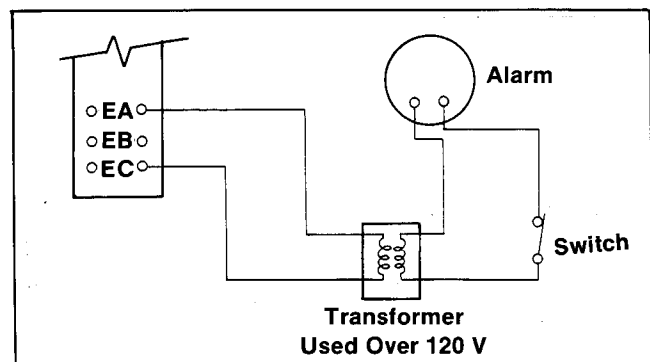 EA
EB
EC
Alarm
Switch
Transformer
Used Over 120 V